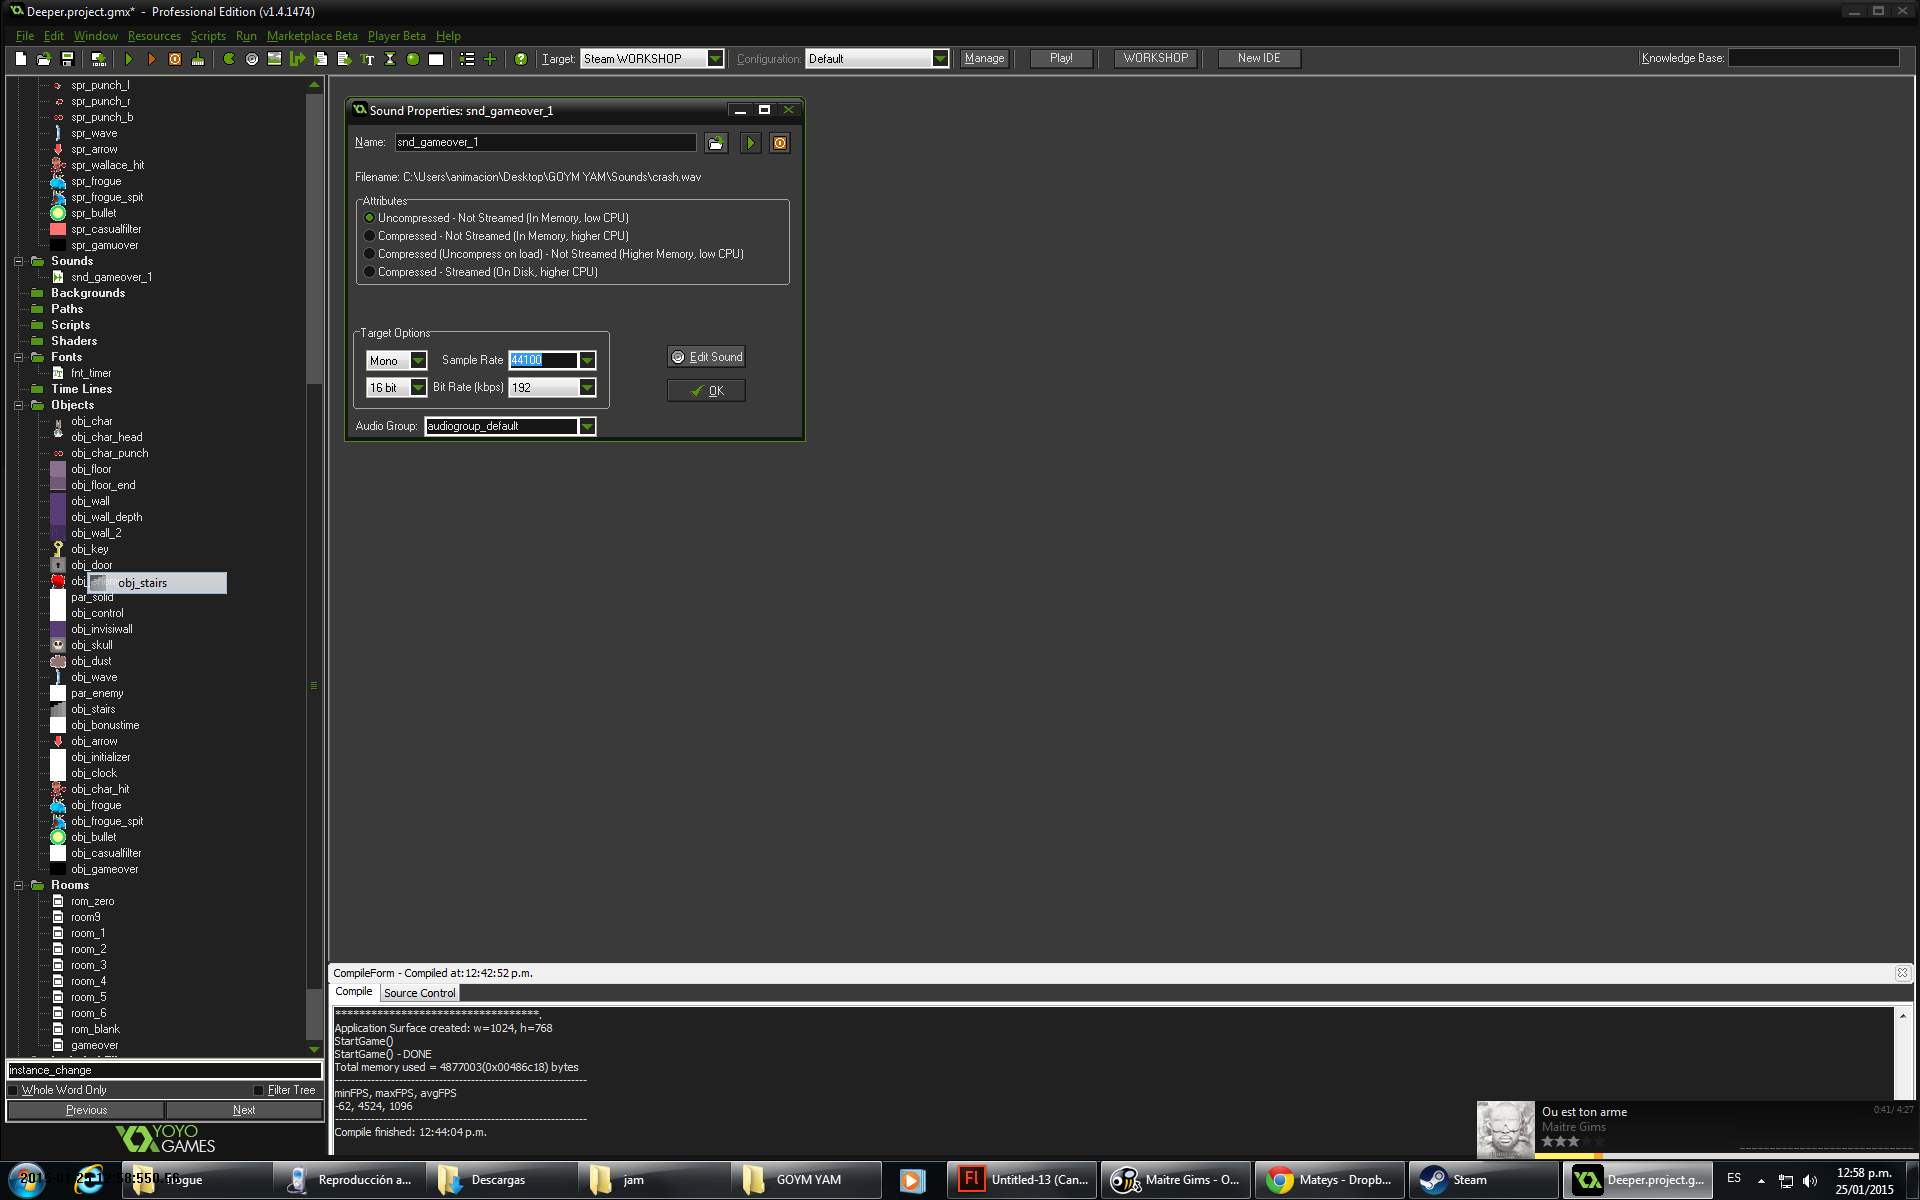 Deeper.project.gmx* - Professional Edition (v1.4.1474)
File Edit Window Resources Scripts Run Marketplace Beta Player Beta Help
Target: Steam WORKSHOP Configuration: Default Manage Play! WORKSHOP New IDE Knowledge Base:
spr_punch_l
spr_punch_r
spr_punch_b
spr_wave
spr_arrow
spr_wallace_hit
spr_frogue
spr_frogue_spit
spr_bullet
spr_casualfilter
spr_gamuover
Sounds
snd_gameover_1
Backgrounds
Paths
Scripts
Shaders
Fonts
fnt_timer
Time Lines
Objects
obj_char
obj_char_head
obj_char_punch
obj_floor
obj_floor_end
obj_wall
obj_wall_depth
obj_wall_2
obj_key
obj_door
obj_stairs
par_solid
obj_control
obj_invisiwall
obj_skull
obj_dust
obj_wave
par_enemy
obj_stairs
obj_bonustime
obj_arrow
obj_initializer
obj_clock
obj_char_hit
obj_frogue
obj_frogue_spit
obj_bullet
obj_casualfilter
obj_gameover
Rooms
rom_zero
room9
room_1
room_2
room_3
room_4
room_5
room_6
rom_blank
gameover
instance_change
Whole Word Only Filter Tree
Previous Next
YOYO
GAMES
Sound Properties: snd_gameover_1
Name: snd_gameover_1
Filename: C:\Users\animacion\Desktop\GOYM YAM\Sounds\crash.wav
Attributes
Uncompressed - Not Streamed (In Memory, low CPU)
Compressed - Not Streamed (In Memory, higher CPU)
Compressed (Uncompress on load) - Not Streamed (Higher Memory, low CPU)
Compressed - Streamed (On Disk, higher CPU)
Target Options
Mono Sample Rate 44100
16 bit Bit Rate (kbps) 192
Edit Sound
OK
Audio Group: audiogroup_default
CompileForm - Compiled at: 12:42:52 p.m.
Compile Source Control
***********************************.
Application Surface created: w=1024, h=768
StartGame()
StartGame() - DONE
Total memory used = 4877003(0x00486c18) bytes
minFPS, maxFPS, avgFPS
-62, 4524, 1096
Compile finished: 12:44:04 p.m.
Ou est ton arme 0:41/ 4:27
Maitre Gims
Reproducción a... Descargas jam GOYM YAM Untitled-13 (Can... Maitre Gims - O... Mateys - Dropb... Steam Deeper.project.g... ES 12:58 p.m.
25/01/2015